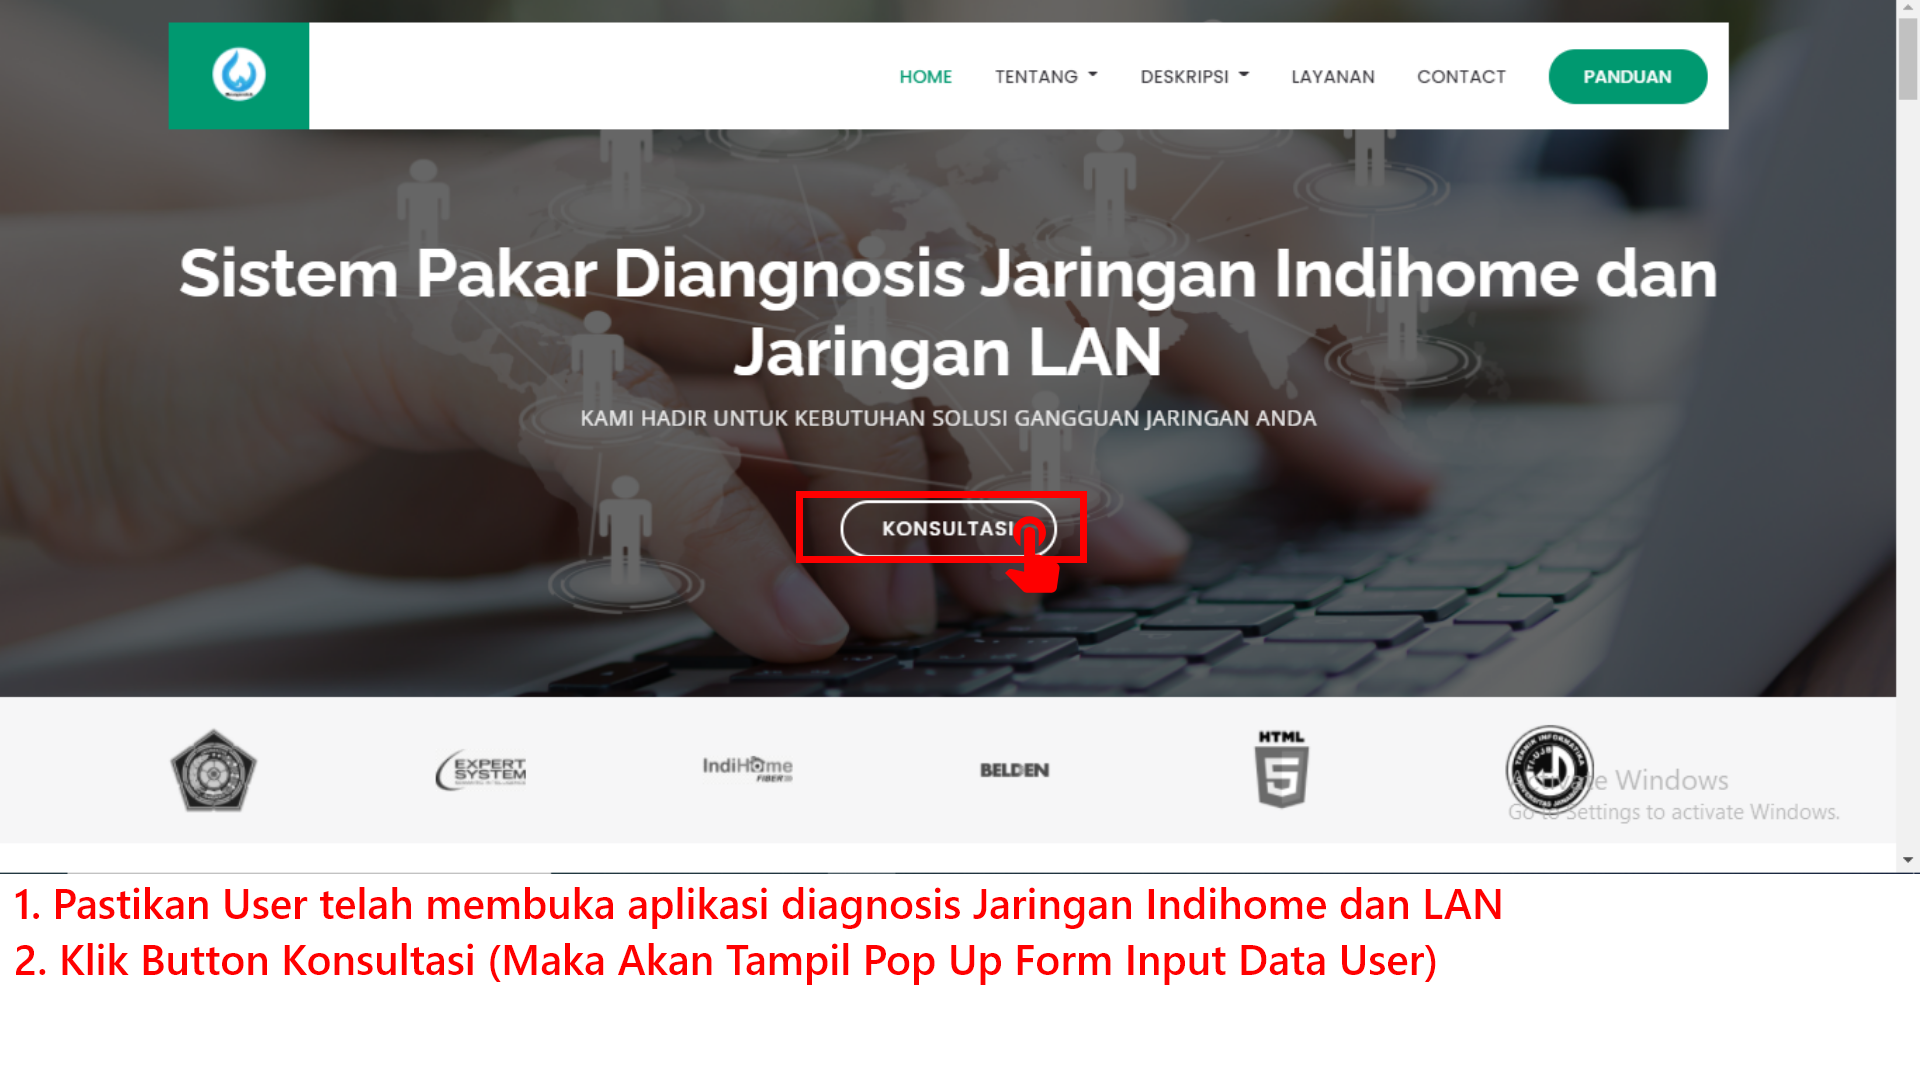 HOME TENTANG DESKRIPSI LAYANAN CONTACT PANDUAN
Sistem Pakar Diangnosis Jaringan Indihome dan
Jaringan LAN
KAMI HADIR UNTUK KEBUTUHAN SOLUSI GANGGUAN JARINGAN ANDA
KONSULTASI
EXPERT
SYSTEM
IndiHome
FIBER
BELDEN
HTML
5
TEKNIK INFORMATIKA
Activate Windows
Go to Settings to activate Windows.
1. Pastikan User telah membuka aplikasi diagnosis Jaringan Indihome dan LAN
2. Klik Button Konsultasi (Maka Akan Tampil Pop Up Form Input Data User)